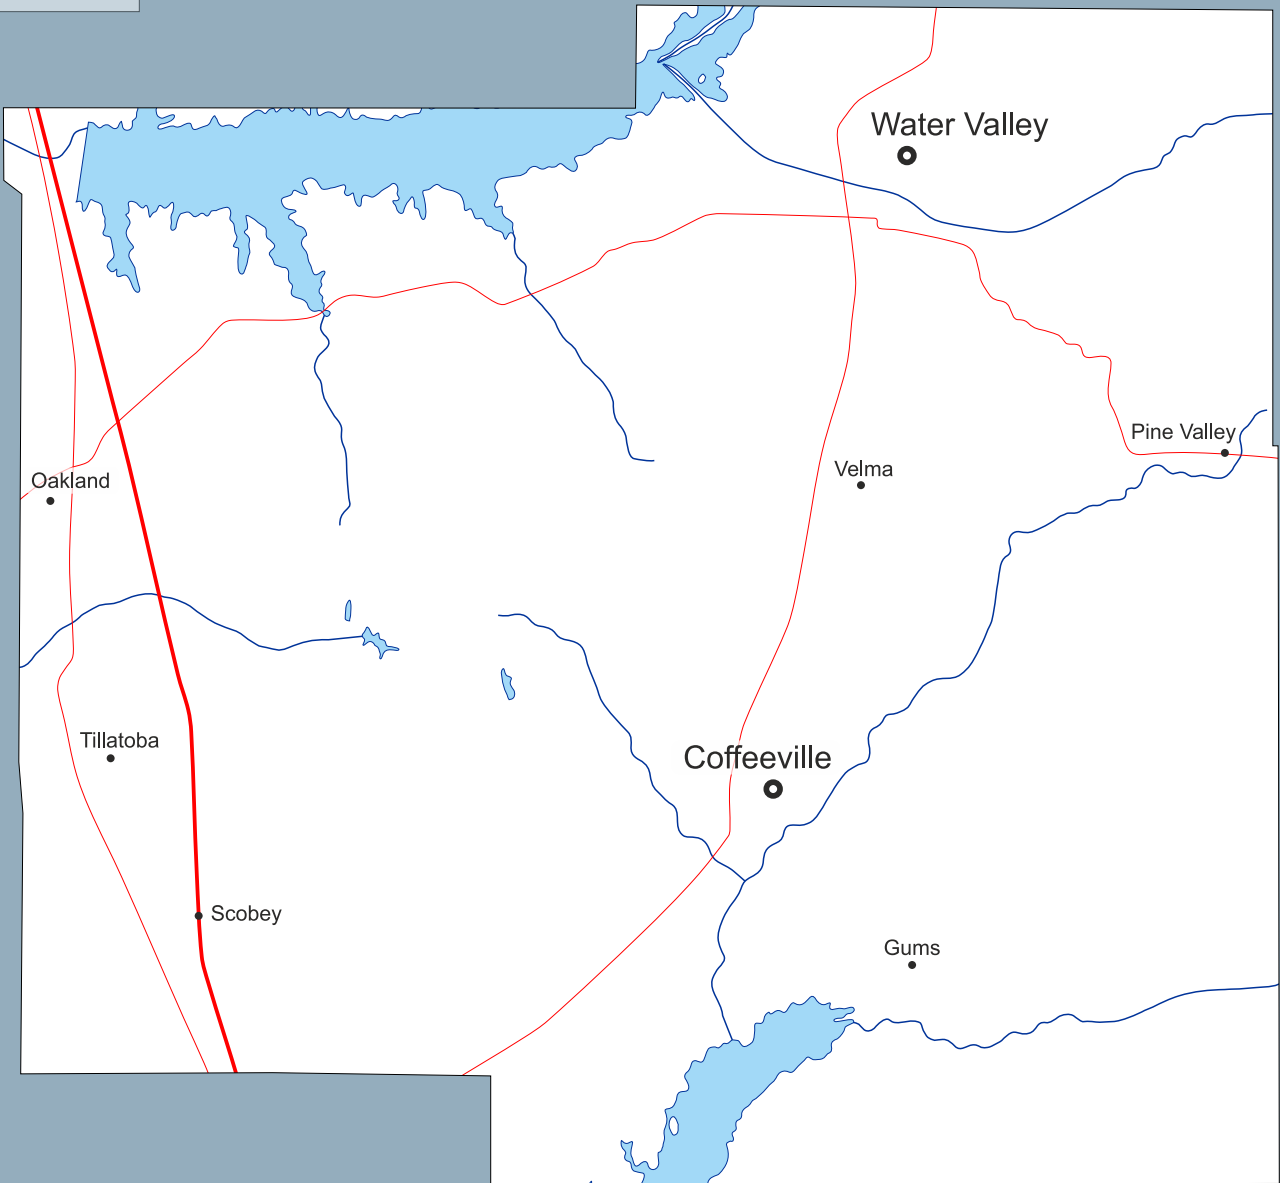 Water Valley
Pine Valley
Velma
Oakland
Tillatoba
Coffeeville
Scobey
Gums